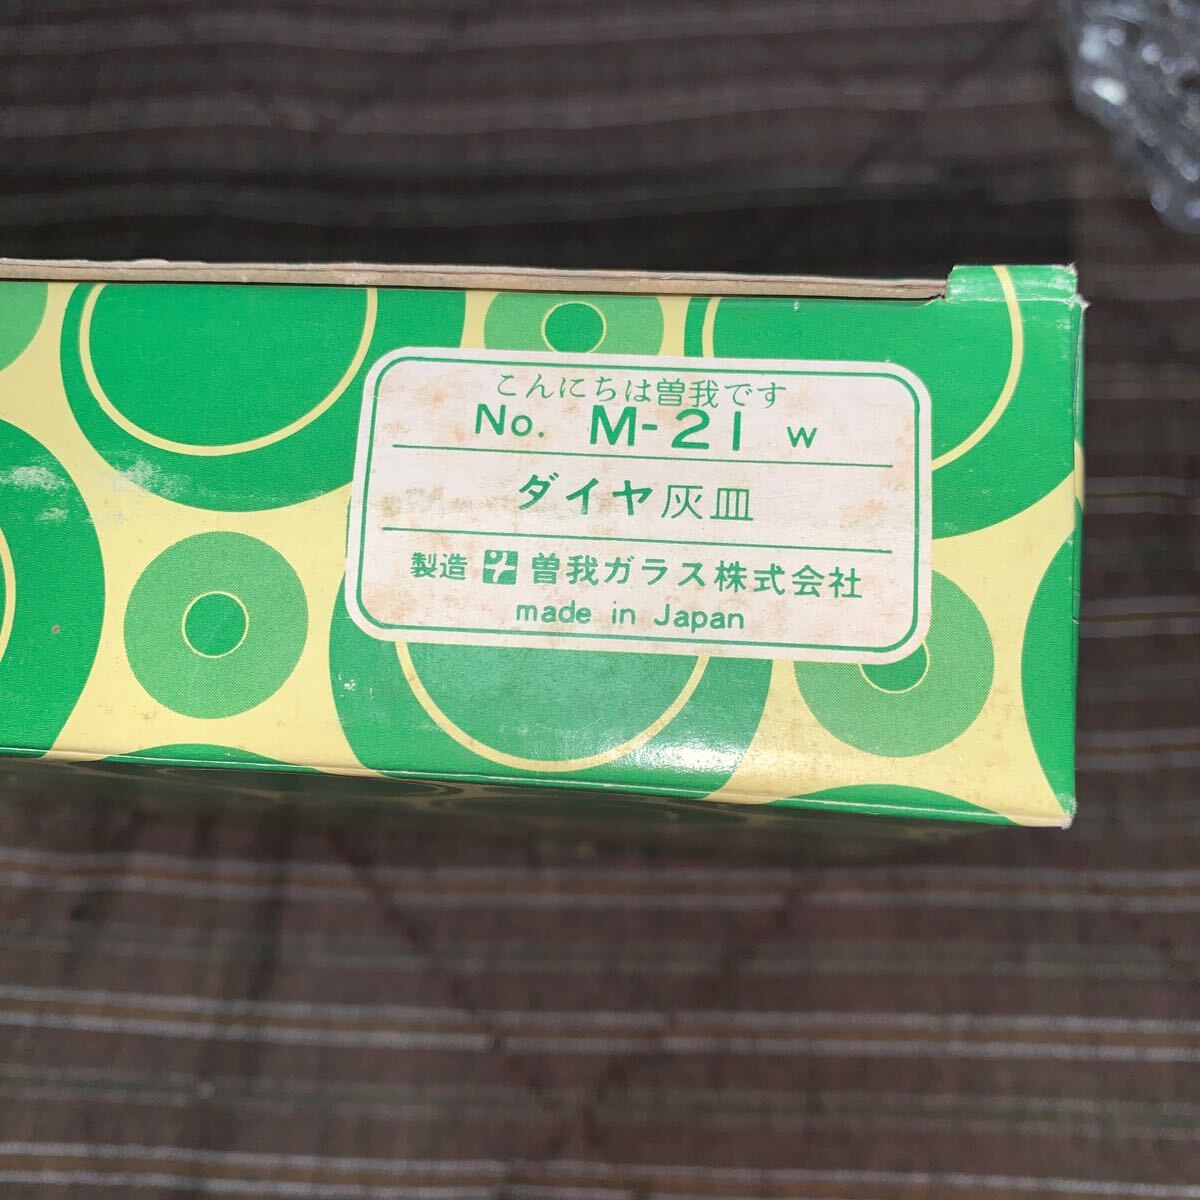 こんにちは曽我です
No. M-21 w
ダイヤ灰皿
製造 曽我ガラス株式会社
made in Japan